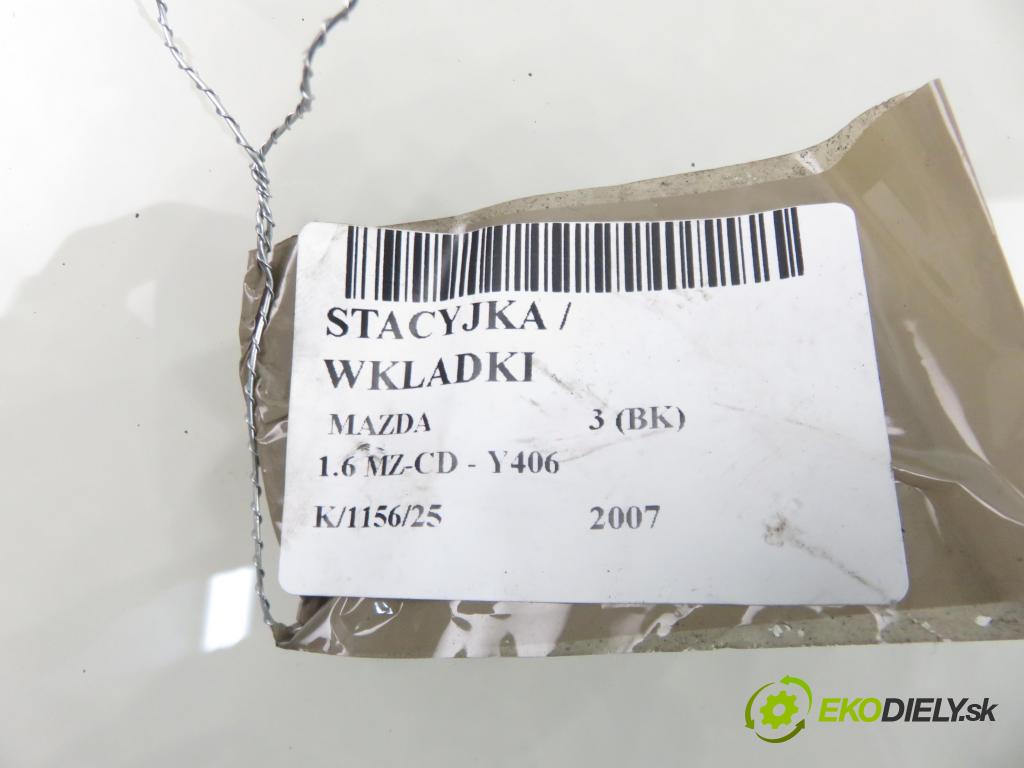 STACYJKA /
WKLADKI
MAZDA 3 (BK)
1.6 MZ-CD - Y406
K/1156/25 2007
EKODIELY.sk